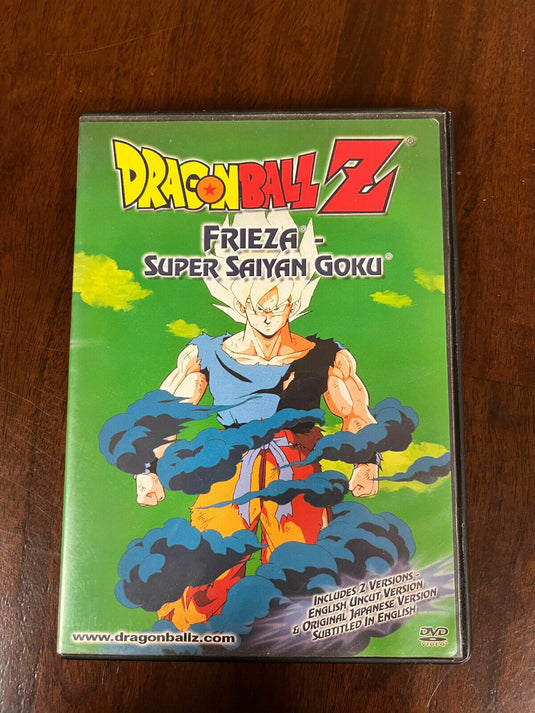 DRAGONBALL Z®
FRIEZA® -
SUPER SAIYAN GOKU®
INCLUDES 2 VERSIONS -
ENGLISH UNCUT VERSION
& ORIGINAL JAPANESE VERSION
SUBTITLED IN ENGLISH
www.dragonballz.com
DVD
VIDEO